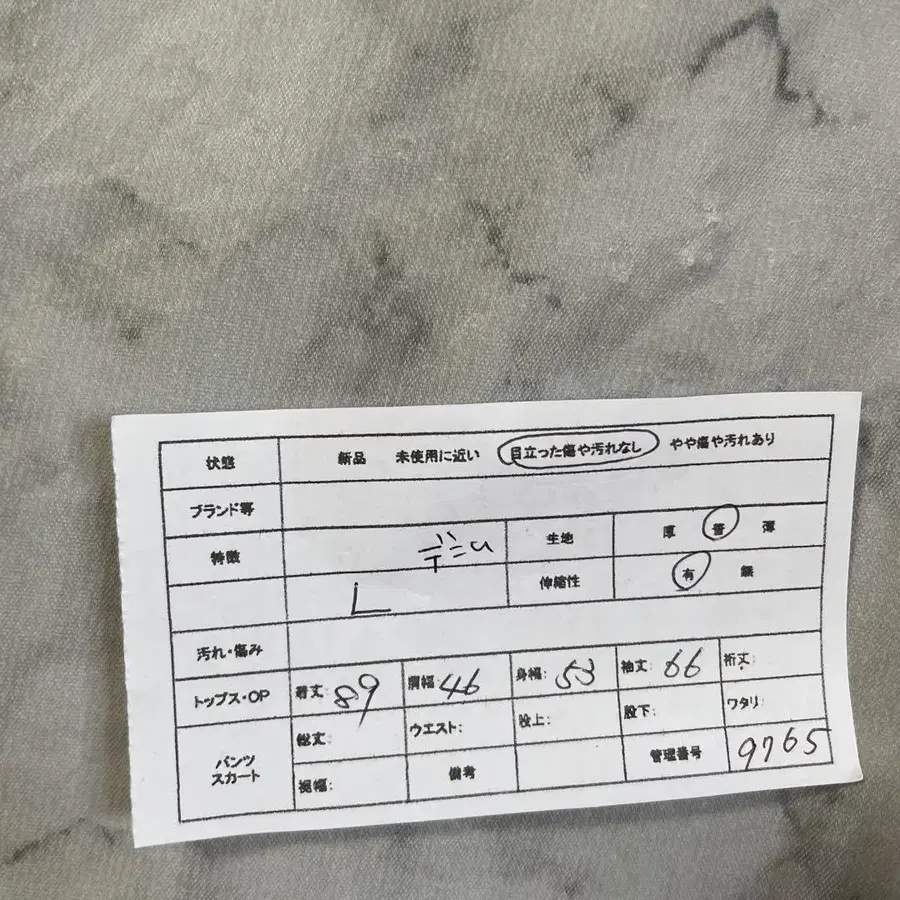 状態 新品 未使用に近い 目立った傷や汚れなし やや傷や汚れあり
ブランド等
特徴 生地 厚 普 薄
L 伸縮性 有 無
汚れ・傷み
トップス・OP 着丈: 89 肩幅: 46 身幅: 53 袖丈: 66 裄丈:
パンツ スカート 総丈: ウエスト: 股上: 股下: ワタリ:
裾幅: 備考 管理番号 9765